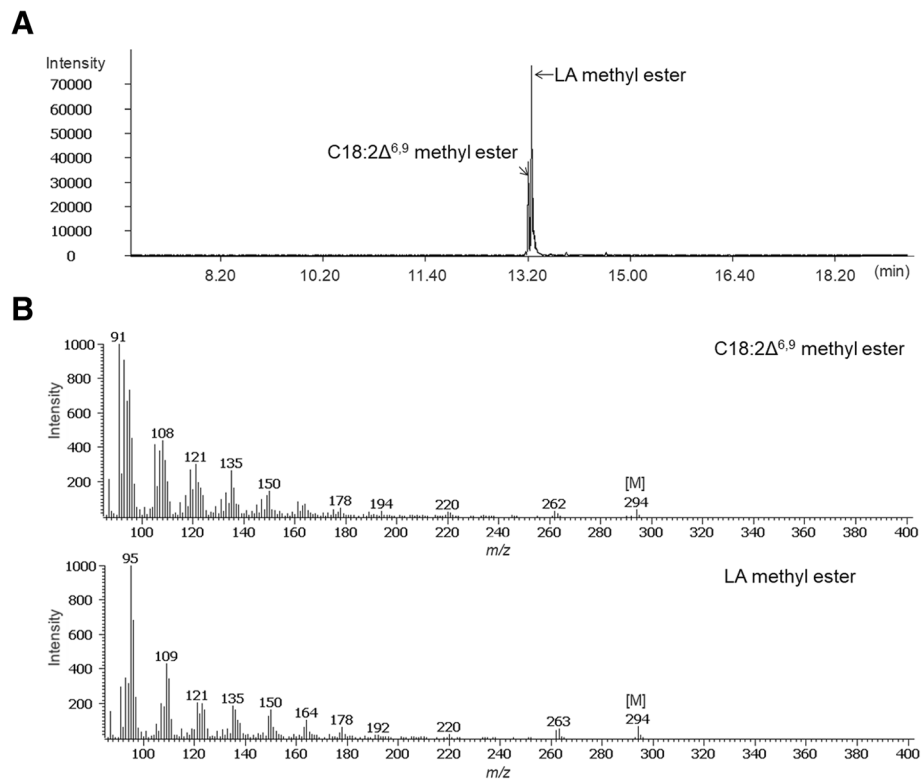 A
Intensity
70000
60000
50000
40000
30000
20000
10000
0
LA methyl ester
C18:2Δ6,9 methyl ester
8.20 10.20 11.40 13.20 15.00 16.40 18.20 (min)
B
C18:2Δ6,9 methyl ester
Intensity
1000
800
600
400
200
91
108
121
135
150
178
194
220
262
[M]
294
100 120 140 160 180 200 220 240 260 280 300 320 340 360 380 400
m/z
LA methyl ester
Intensity
1000
800
600
400
200
95
109
121
135
150
164
178
192
220
263
[M]
294
100 120 140 160 180 200 220 240 260 280 300 320 340 360 380 400
m/z